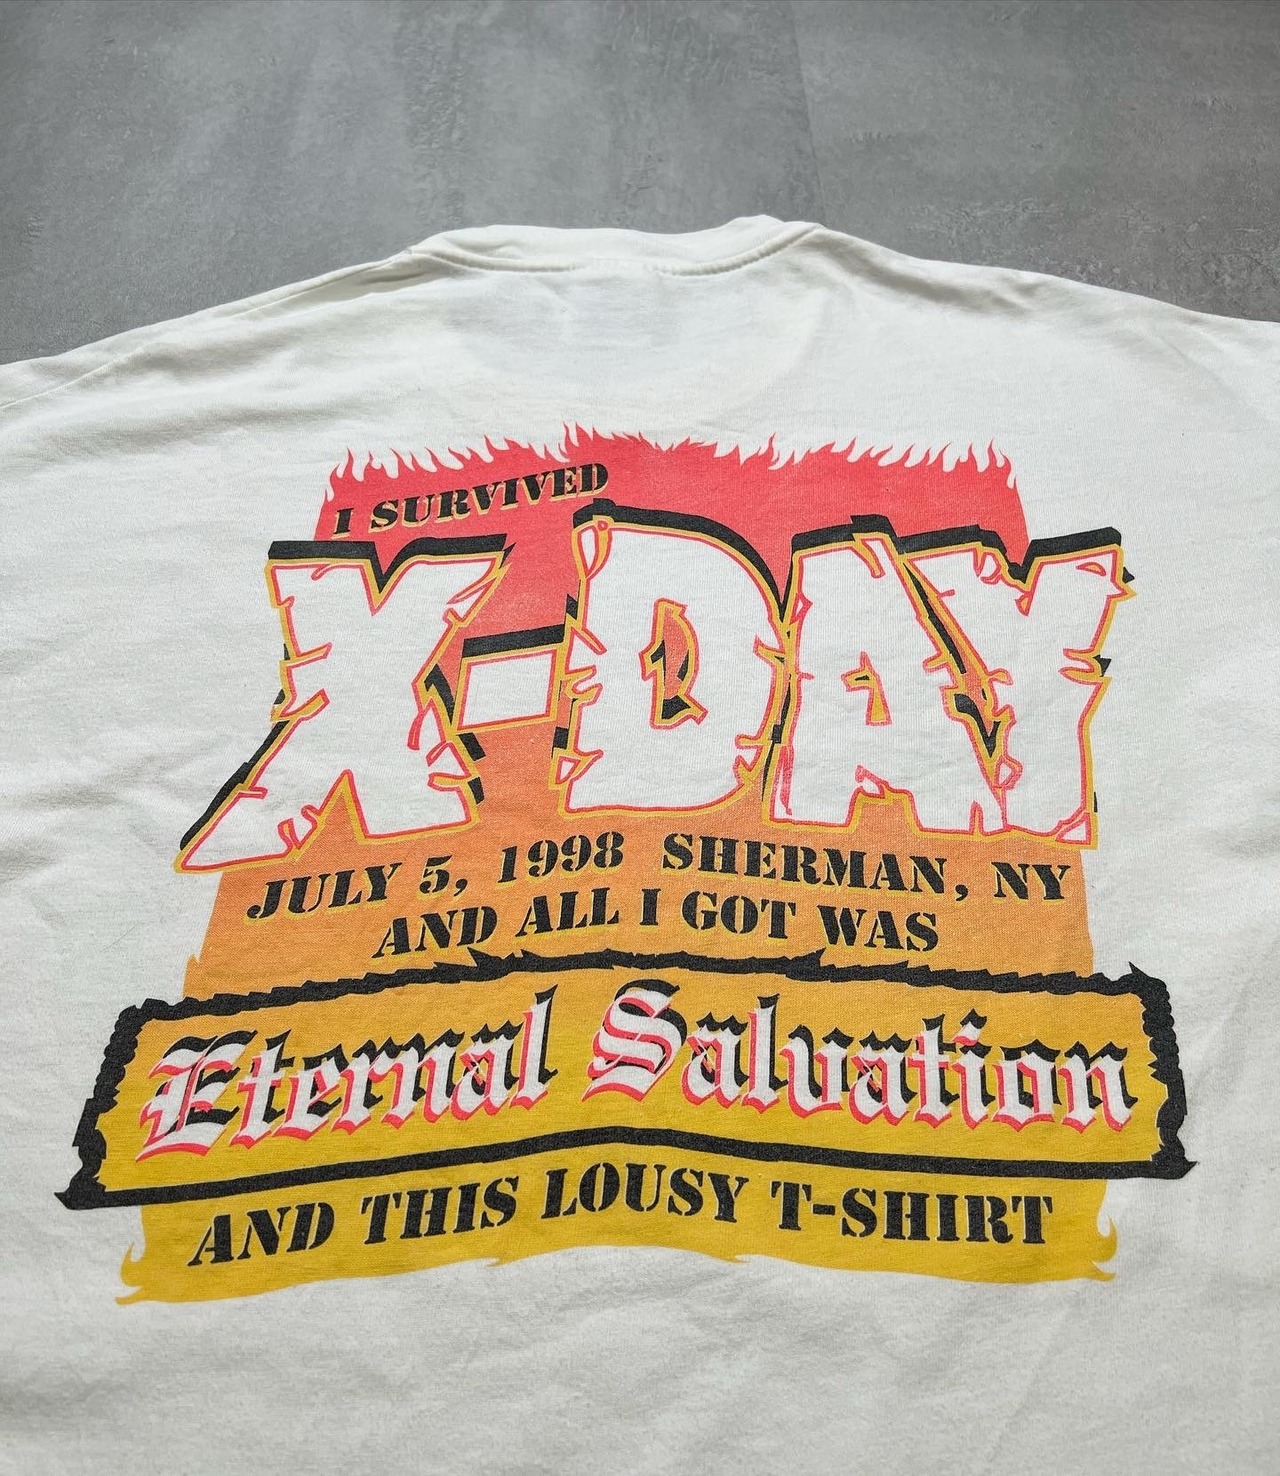 I SURVIVED
X-DAY
JULY 5, 1998 SHERMAN, NY
AND ALL I GOT WAS
Eternal Salvation
AND THIS LOUSY T-SHIRT